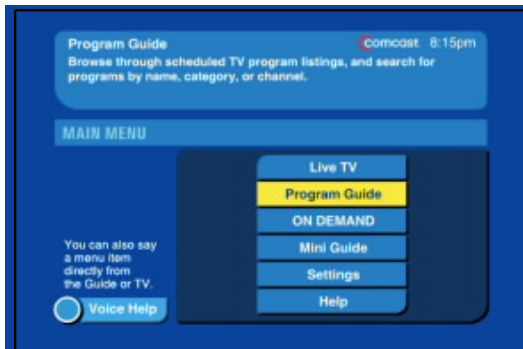 Program Guide
comcast 8:15pm
Browse through scheduled TV program listings, and search for
programs by name, category, or channel.
MAIN MENU
Live TV
Program Guide
ON DEMAND
Mini Guide
Settings
Help
You can also say
a menu item
directly from
the Guide or TV.
Voice Help